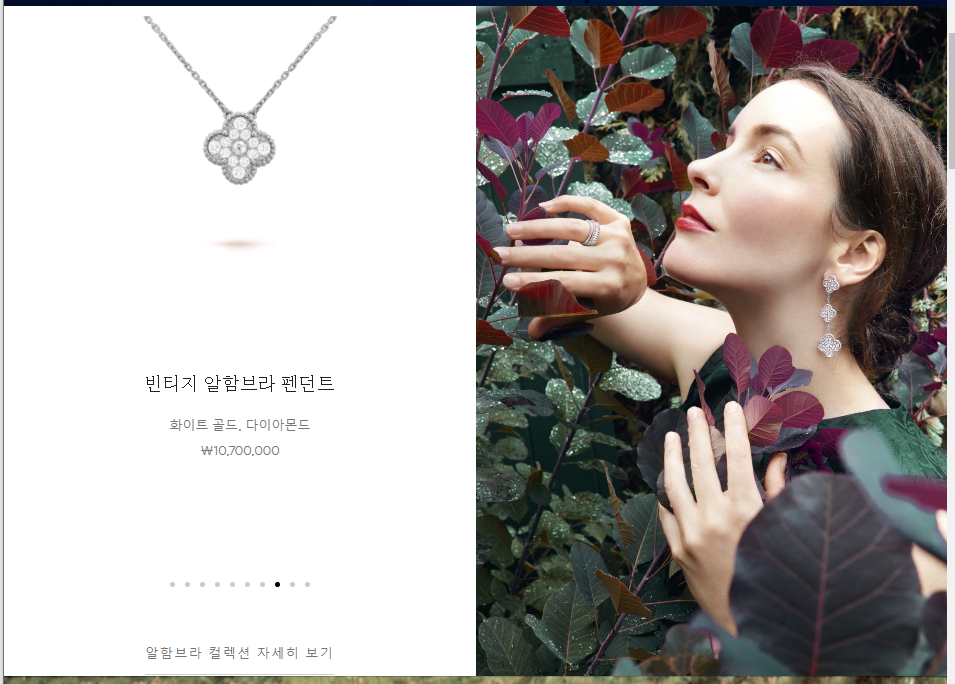 빈티지 알함브라 펜던트
화이트 골드, 다이아몬드
₩10,700,000
알함브라 컬렉션 자세히 보기